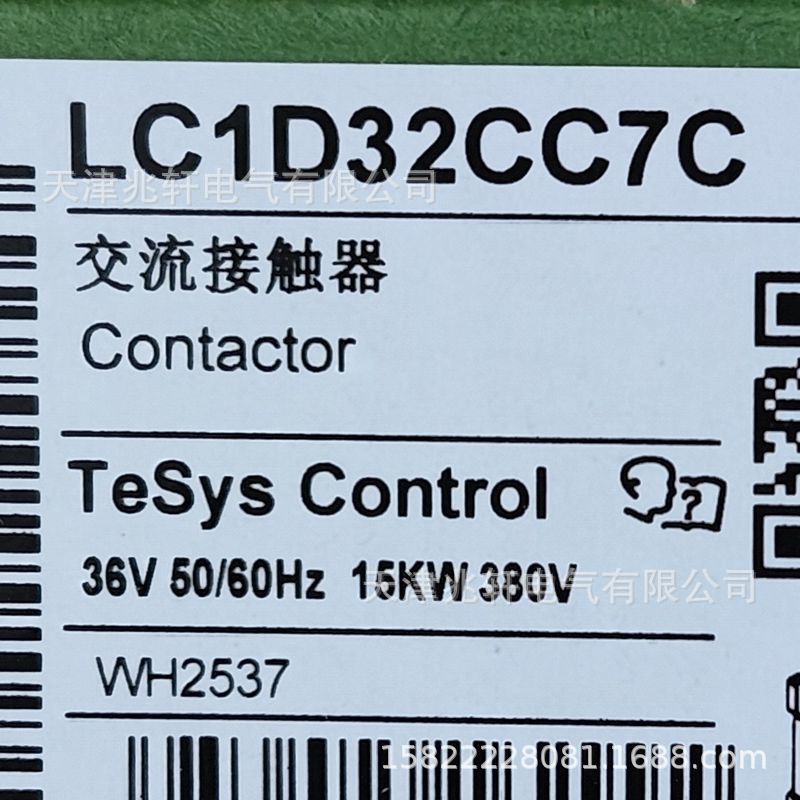 LC1D32CC7C
天津兆轩电气有限公司
交流接触器
Contactor
TeSys Control
?
36V 50/60Hz 15KW 380V
天津兆轩电气有限公司
WH2537
15822228081.1688.com